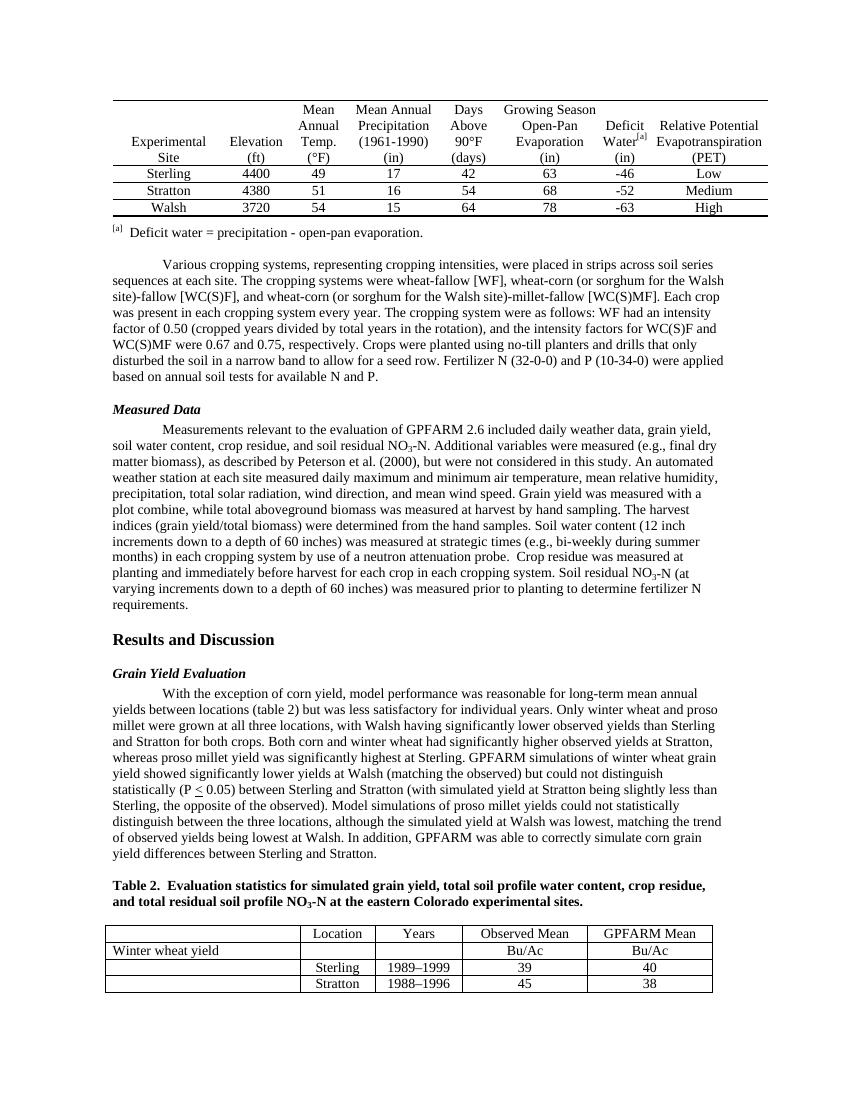 Experimental Site | Elevation (ft) | Mean Annual Temp. (°F) | Mean Annual Precipitation (1961-1990) (in) | Days Above 90°F (days) | Growing Season Open-Pan Evaporation (in) | Deficit Water[a] (in) | Relative Potential Evapotranspiration (PET)
Sterling | 4400 | 49 | 17 | 42 | 63 | -46 | Low
Stratton | 4380 | 51 | 16 | 54 | 68 | -52 | Medium
Walsh | 3720 | 54 | 15 | 64 | 78 | -63 | High
[a] Deficit water = precipitation - open-pan evaporation.
Various cropping systems, representing cropping intensities, were placed in strips across soil series
sequences at each site. The cropping systems were wheat-fallow [WF], wheat-corn (or sorghum for the Walsh
site)-fallow [WC(S)F], and wheat-corn (or sorghum for the Walsh site)-millet-fallow [WC(S)MF]. Each crop
was present in each cropping system every year. The cropping system were as follows: WF had an intensity
factor of 0.50 (cropped years divided by total years in the rotation), and the intensity factors for WC(S)F and
WC(S)MF were 0.67 and 0.75, respectively. Crops were planted using no-till planters and drills that only
disturbed the soil in a narrow band to allow for a seed row. Fertilizer N (32-0-0) and P (10-34-0) were applied
based on annual soil tests for available N and P.
Measured Data
Measurements relevant to the evaluation of GPFARM 2.6 included daily weather data, grain yield,
soil water content, crop residue, and soil residual NO3-N. Additional variables were measured (e.g., final dry
matter biomass), as described by Peterson et al. (2000), but were not considered in this study. An automated
weather station at each site measured daily maximum and minimum air temperature, mean relative humidity,
precipitation, total solar radiation, wind direction, and mean wind speed. Grain yield was measured with a
plot combine, while total aboveground biomass was measured at harvest by hand sampling. The harvest
indices (grain yield/total biomass) were determined from the hand samples. Soil water content (12 inch
increments down to a depth of 60 inches) was measured at strategic times (e.g., bi-weekly during summer
months) in each cropping system by use of a neutron attenuation probe. Crop residue was measured at
planting and immediately before harvest for each crop in each cropping system. Soil residual NO3-N (at
varying increments down to a depth of 60 inches) was measured prior to planting to determine fertilizer N
requirements.
Results and Discussion
Grain Yield Evaluation
With the exception of corn yield, model performance was reasonable for long-term mean annual
yields between locations (table 2) but was less satisfactory for individual years. Only winter wheat and proso
millet were grown at all three locations, with Walsh having significantly lower observed yields than Sterling
and Stratton for both crops. Both corn and winter wheat had significantly higher observed yields at Stratton,
whereas proso millet yield was significantly highest at Sterling. GPFARM simulations of winter wheat grain
yield showed significantly lower yields at Walsh (matching the observed) but could not distinguish
statistically (P ≤ 0.05) between Sterling and Stratton (with simulated yield at Stratton being slightly less than
Sterling, the opposite of the observed). Model simulations of proso millet yields could not statistically
distinguish between the three locations, although the simulated yield at Walsh was lowest, matching the trend
of observed yields being lowest at Walsh. In addition, GPFARM was able to correctly simulate corn grain
yield differences between Sterling and Stratton.
Table 2. Evaluation statistics for simulated grain yield, total soil profile water content, crop residue,
and total residual soil profile NO3-N at the eastern Colorado experimental sites.
Location | Years | Observed Mean | GPFARM Mean
Winter wheat yield | Bu/Ac | Bu/Ac
Sterling | 1989–1999 | 39 | 40
Stratton | 1988–1996 | 45 | 38